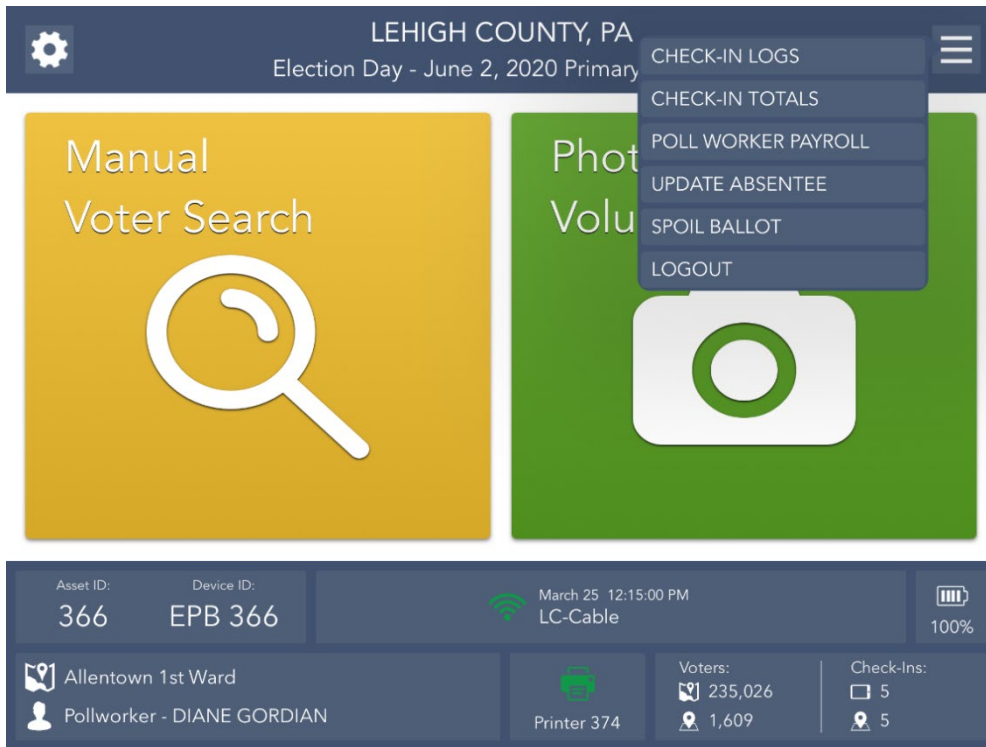 LEHIGH COUNTY, PA
Election Day - June 2, 2020 Primary
CHECK-IN LOGS
CHECK-IN TOTALS
POLL WORKER PAYROLL
UPDATE ABSENTEE
SPOIL BALLOT
LOGOUT
Manual
Voter Search
Phot
Volu
Asset ID:
366
Device ID:
EPB 366
March 25 12:15:00 PM
LC-Cable
100%
Allentown 1st Ward
Pollworker - DIANE GORDIAN
Printer 374
Voters:
235,026
1,609
Check-Ins:
5
5